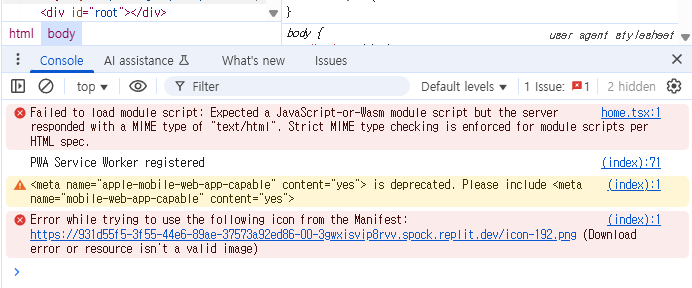 <div id="root"></div>
}
html body
body {
user agent stylesheet
Console AI assistance What's new Issues
top Filter Default levels 1 Issue: 1 2 hidden
Failed to load module script: Expected a JavaScript-or-Wasm module script but the server home.tsx:1
responded with a MIME type of "text/html". Strict MIME type checking is enforced for module scripts per
HTML spec.
PWA Service Worker registered (index):71
<meta name="apple-mobile-web-app-capable" content="yes"> is deprecated. Please include <meta (index):1
name="mobile-web-app-capable" content="yes">
Error while trying to use the following icon from the Manifest: (index):1
https://931d55f5-3f55-44e6-89ae-37573a92ed86-00-3gwxisvip8rvv.spock.replit.dev/icon-192.png (Download
error or resource isn't a valid image)